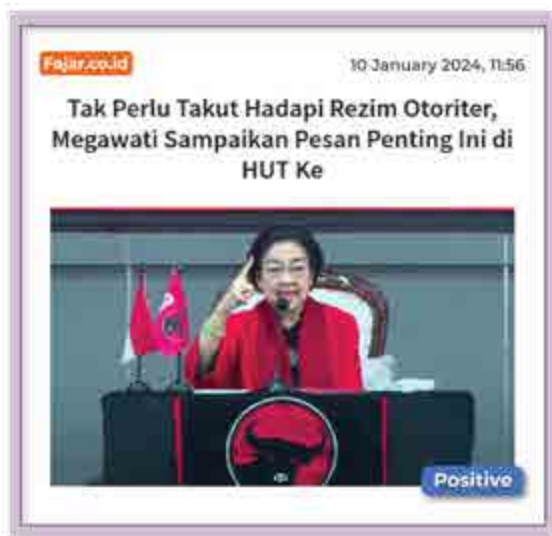 Fajar.co.id
10 January 2024, 11:56
Tak Perlu Takut Hadapi Rezim Otoriter,
Megawati Sampaikan Pesan Penting Ini di
HUT Ke
Positive